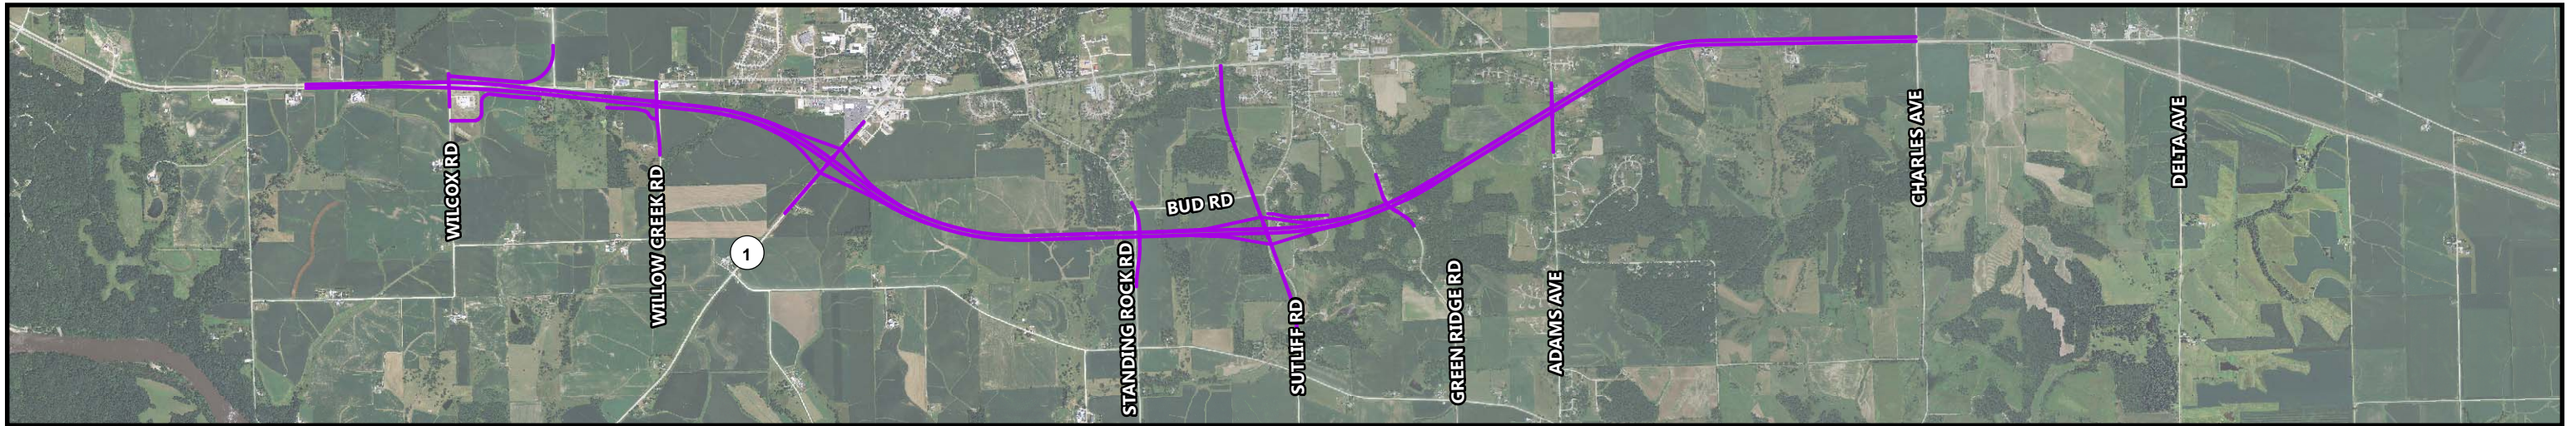 WILCOX RD
WILLOW CREEK RD
1
STANDING ROCK RD
BUD RD
SUTLIFF RD
GREEN RIDGE RD
ADAMS AVE
CHARLES AVE
DELTA AVE